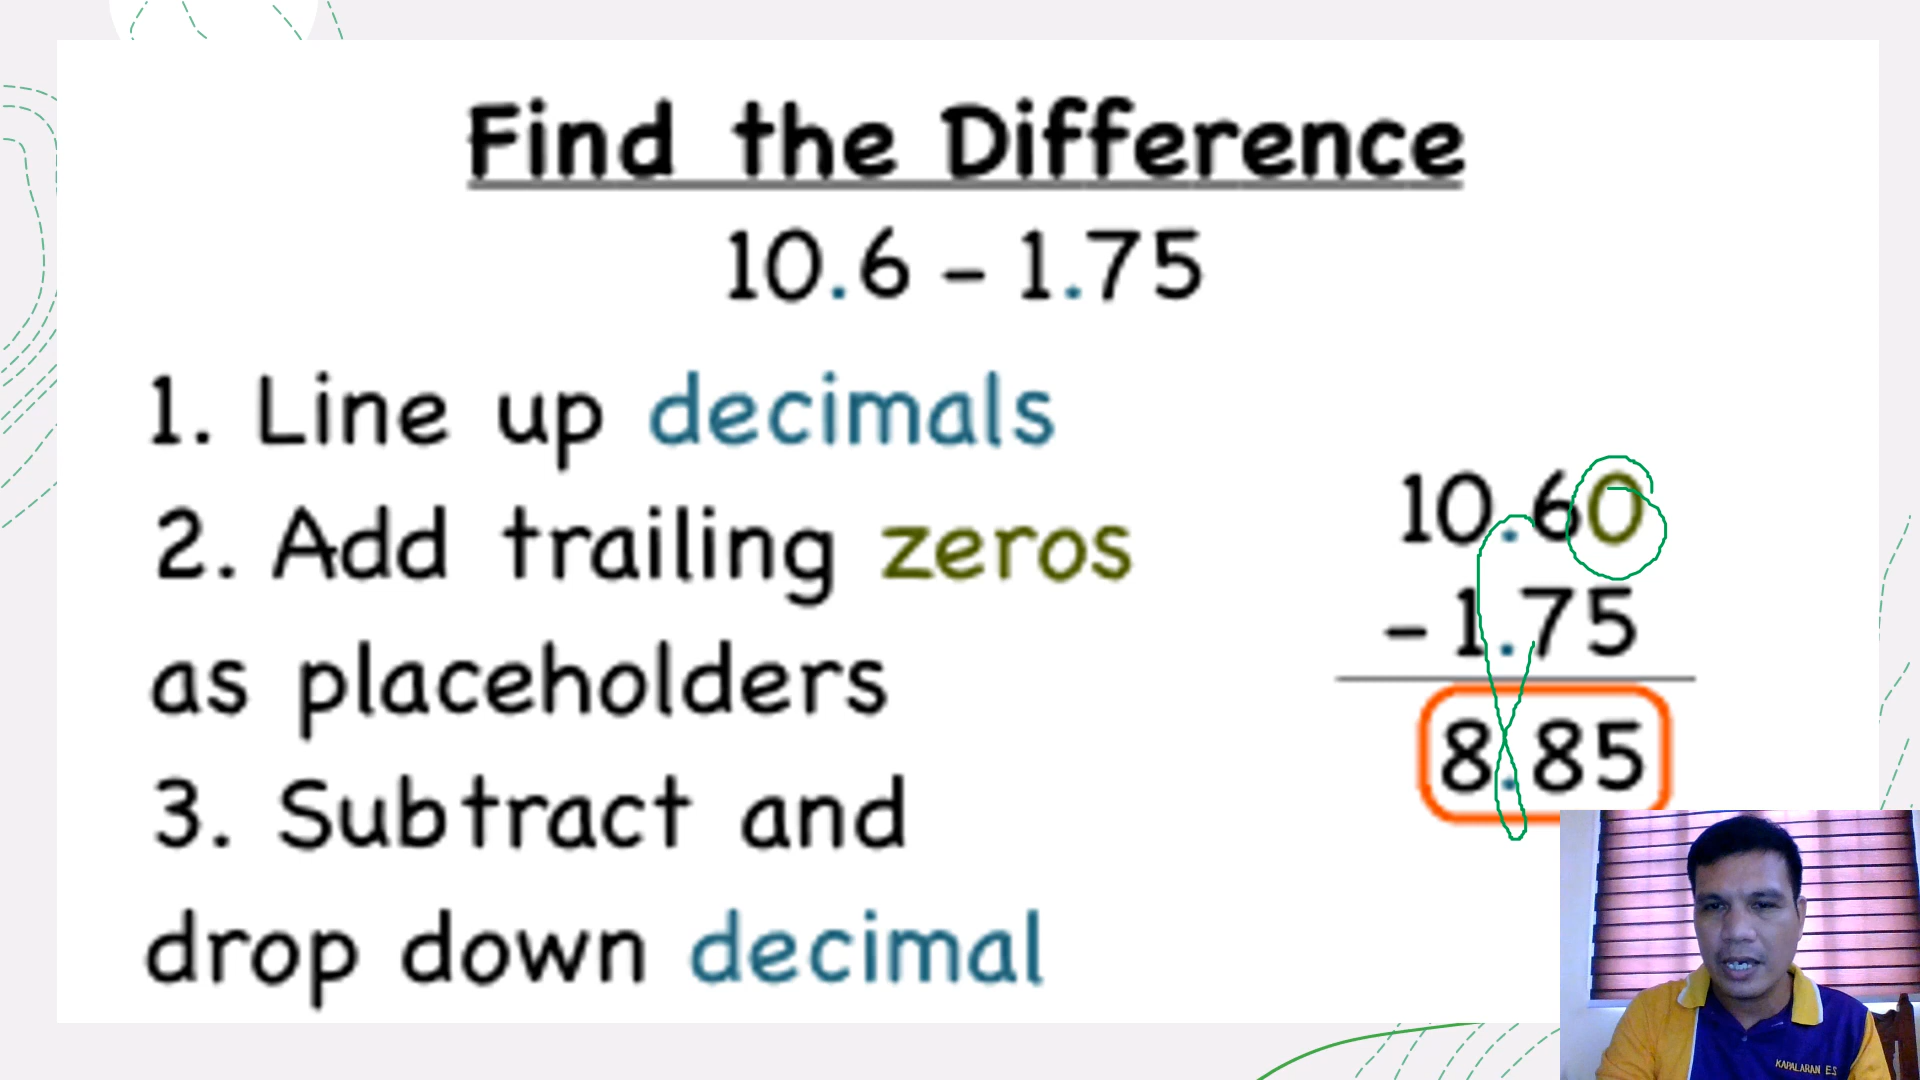 Find the Difference
10.6 – 1.75
1. Line up decimals
2. Add trailing zeros
as placeholders
3. Subtract and
drop down decimal
10.60
– 1.75
8.85
KAPALARAN E.S